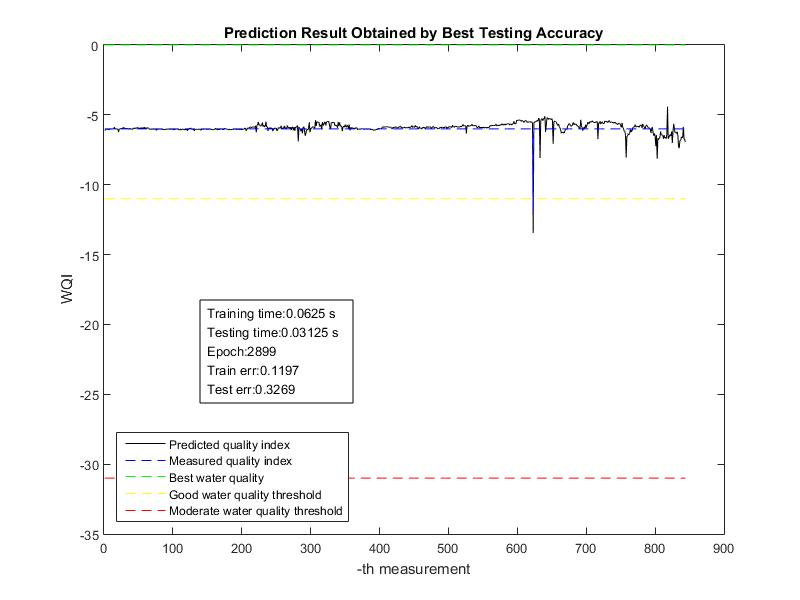 Prediction Result Obtained by Best Testing Accuracy
0
-5
-10
-15
-20
-25
-30
-35
WQI
Training time:0.0625 s
Testing time:0.03125 s
Epoch:2899
Train err:0.1197
Test err:0.3269
Predicted quality index
Measured quality index
Best water quality
Good water quality threshold
Moderate water quality threshold
0 100 200 300 400 500 600 700 800 900
-th measurement